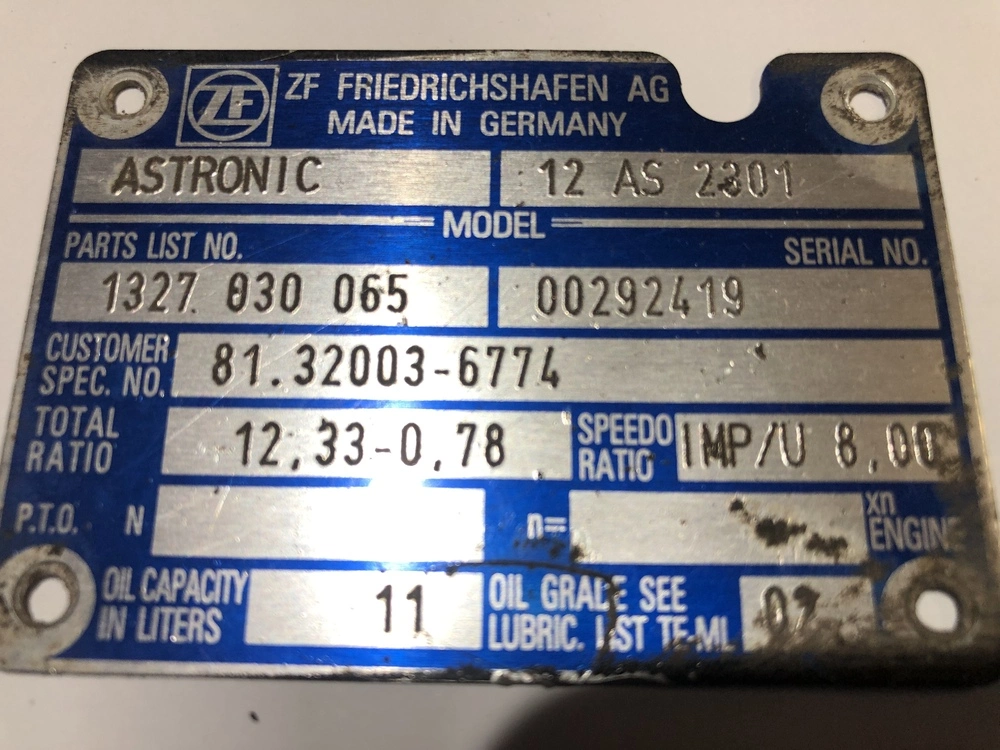 ZF ZF FRIEDRICHSHAFEN AG
MADE IN GERMANY
ASTRONIC 12 AS 2301
MODEL
PARTS LIST NO. SERIAL NO.
1327 030 065 00292419
CUSTOMER
SPEC. NO. 81.32003-6774
TOTAL
RATIO 12,33-0,78 SPEEDO
RATIO IMP/U 8,00
P.T.O. N n= xn
ENGINE
OIL CAPACITY
IN LITERS 11 OIL GRADE SEE
LUBRIC. LIST TE-ML 02